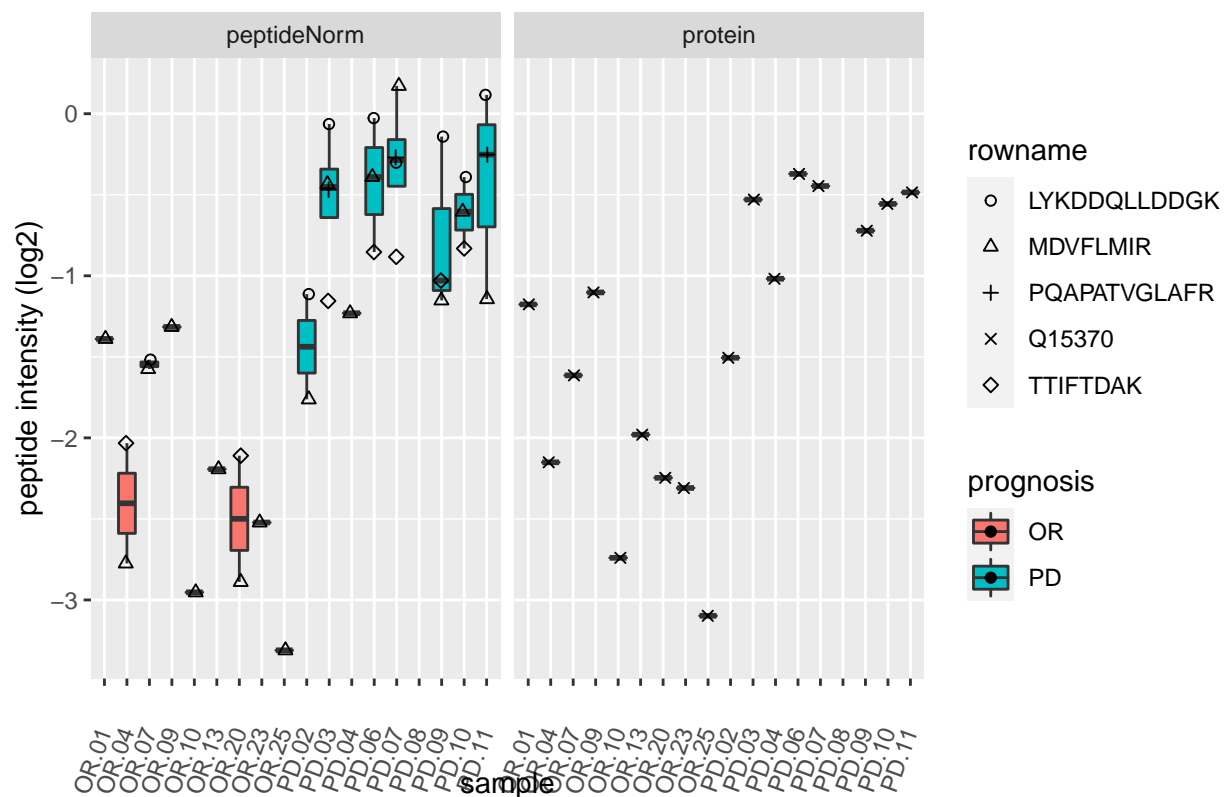 peptideNorm
protein
0
−1
−2
−3
peptide intensity (log2)
OR.01
OR.04
OR.07
OR.09
OR.10
OR.13
OR.20
OR.23
OR.25
PD.02
PD.03
PD.04
PD.06
PD.07
PD.08
PD.09
PD.10
PD.11
OR.01
OR.04
OR.07
OR.09
OR.10
OR.13
OR.20
OR.23
OR.25
PD.02
PD.03
PD.04
PD.06
PD.07
PD.08
PD.09
PD.10
PD.11
sample
rowname
LYKDDQLLDDGK
MDVFLMIR
PQAPATVGLAFR
Q15370
TTIFTDAK
prognosis
OR
PD